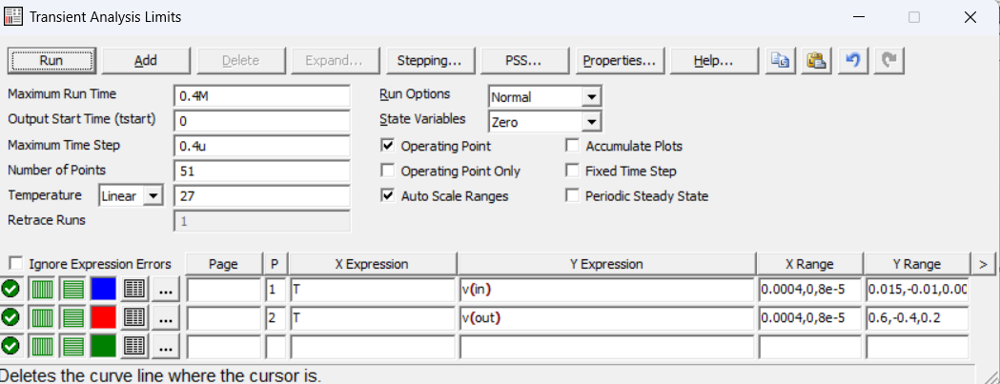 Transient Analysis Limits
Run Add Delete Expand... Stepping... PSS... Properties... Help...
Maximum Run Time 0.4M Run Options Normal
Output Start Time (tstart) 0 State Variables Zero
Maximum Time Step 0.4u Operating Point Accumulate Plots
Number of Points 51 Operating Point Only Fixed Time Step
Temperature Linear 27 Auto Scale Ranges Periodic Steady State
Retrace Runs 1
Ignore Expression Errors Page P X Expression Y Expression X Range Y Range >
... 1 T v(in) 0.0004,0,8e-5 0.015,-0.01,0.00
... 2 T v(out) 0.0004,0,8e-5 0.6,-0.4,0.2
...
Deletes the curve line where the cursor is.